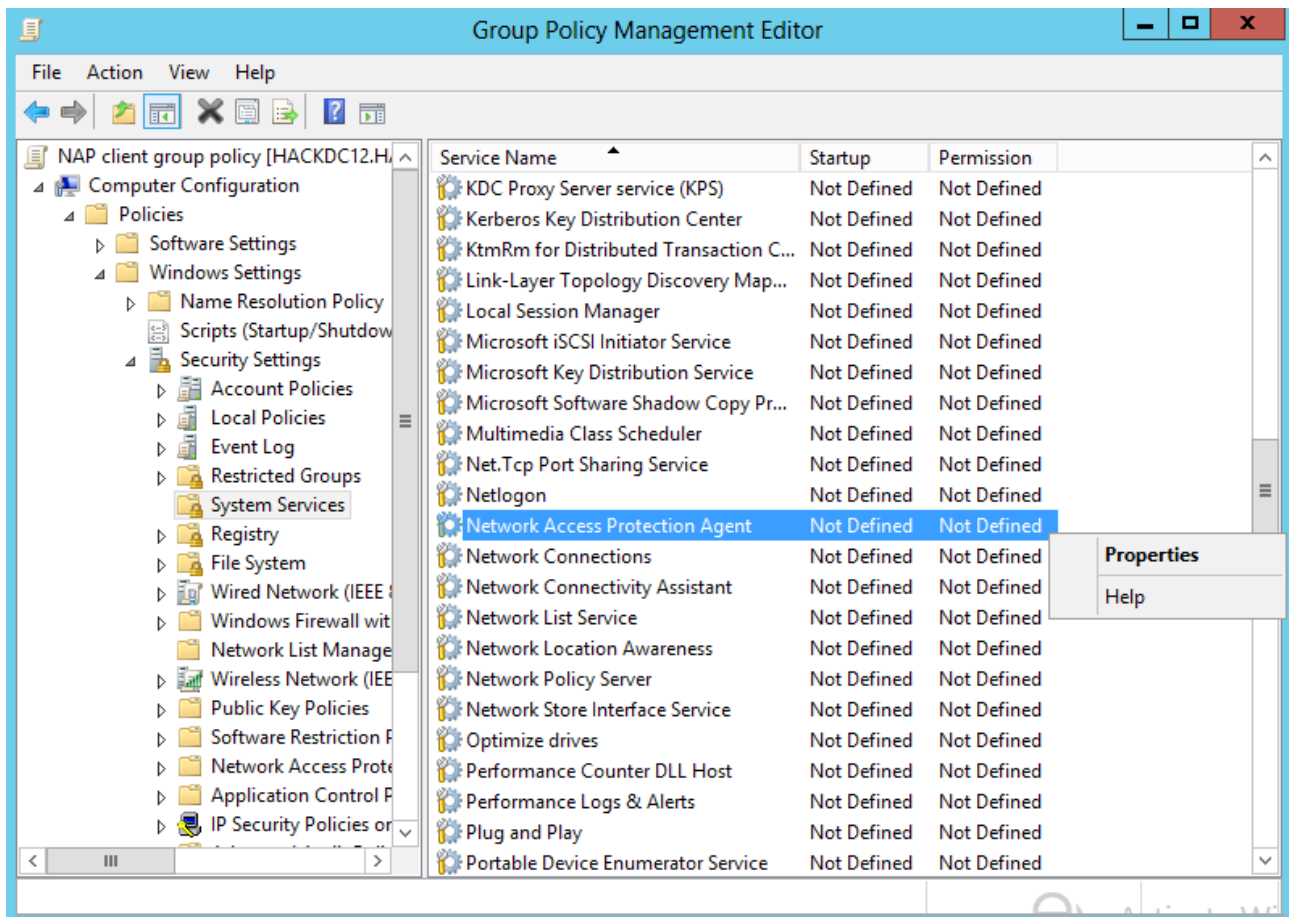 Group Policy Management Editor
File Action View Help
NAP client group policy [HACKDC12.H
Computer Configuration
Policies
Software Settings
Windows Settings
Name Resolution Policy
Scripts (Startup/Shutdow
Security Settings
Account Policies
Local Policies
Event Log
Restricted Groups
System Services
Registry
File System
Wired Network (IEEE 8
Windows Firewall wit
Network List Manage
Wireless Network (IEE
Public Key Policies
Software Restriction P
Network Access Prote
Application Control P
IP Security Policies or
Service Name Startup Permission
KDC Proxy Server service (KPS) Not Defined Not Defined
Kerberos Key Distribution Center Not Defined Not Defined
KtmRm for Distributed Transaction C... Not Defined Not Defined
Link-Layer Topology Discovery Map... Not Defined Not Defined
Local Session Manager Not Defined Not Defined
Microsoft iSCSI Initiator Service Not Defined Not Defined
Microsoft Key Distribution Service Not Defined Not Defined
Microsoft Software Shadow Copy Pr... Not Defined Not Defined
Multimedia Class Scheduler Not Defined Not Defined
Net.Tcp Port Sharing Service Not Defined Not Defined
Netlogon Not Defined Not Defined
Network Access Protection Agent Not Defined Not Defined
Network Connections Not Defined Not Defined
Network Connectivity Assistant Not Defined Not Defined
Network List Service Not Defined Not Defined
Network Location Awareness Not Defined Not Defined
Network Policy Server Not Defined Not Defined
Network Store Interface Service Not Defined Not Defined
Optimize drives Not Defined Not Defined
Performance Counter DLL Host Not Defined Not Defined
Performance Logs & Alerts Not Defined Not Defined
Plug and Play Not Defined Not Defined
Portable Device Enumerator Service Not Defined Not Defined
Properties
Help